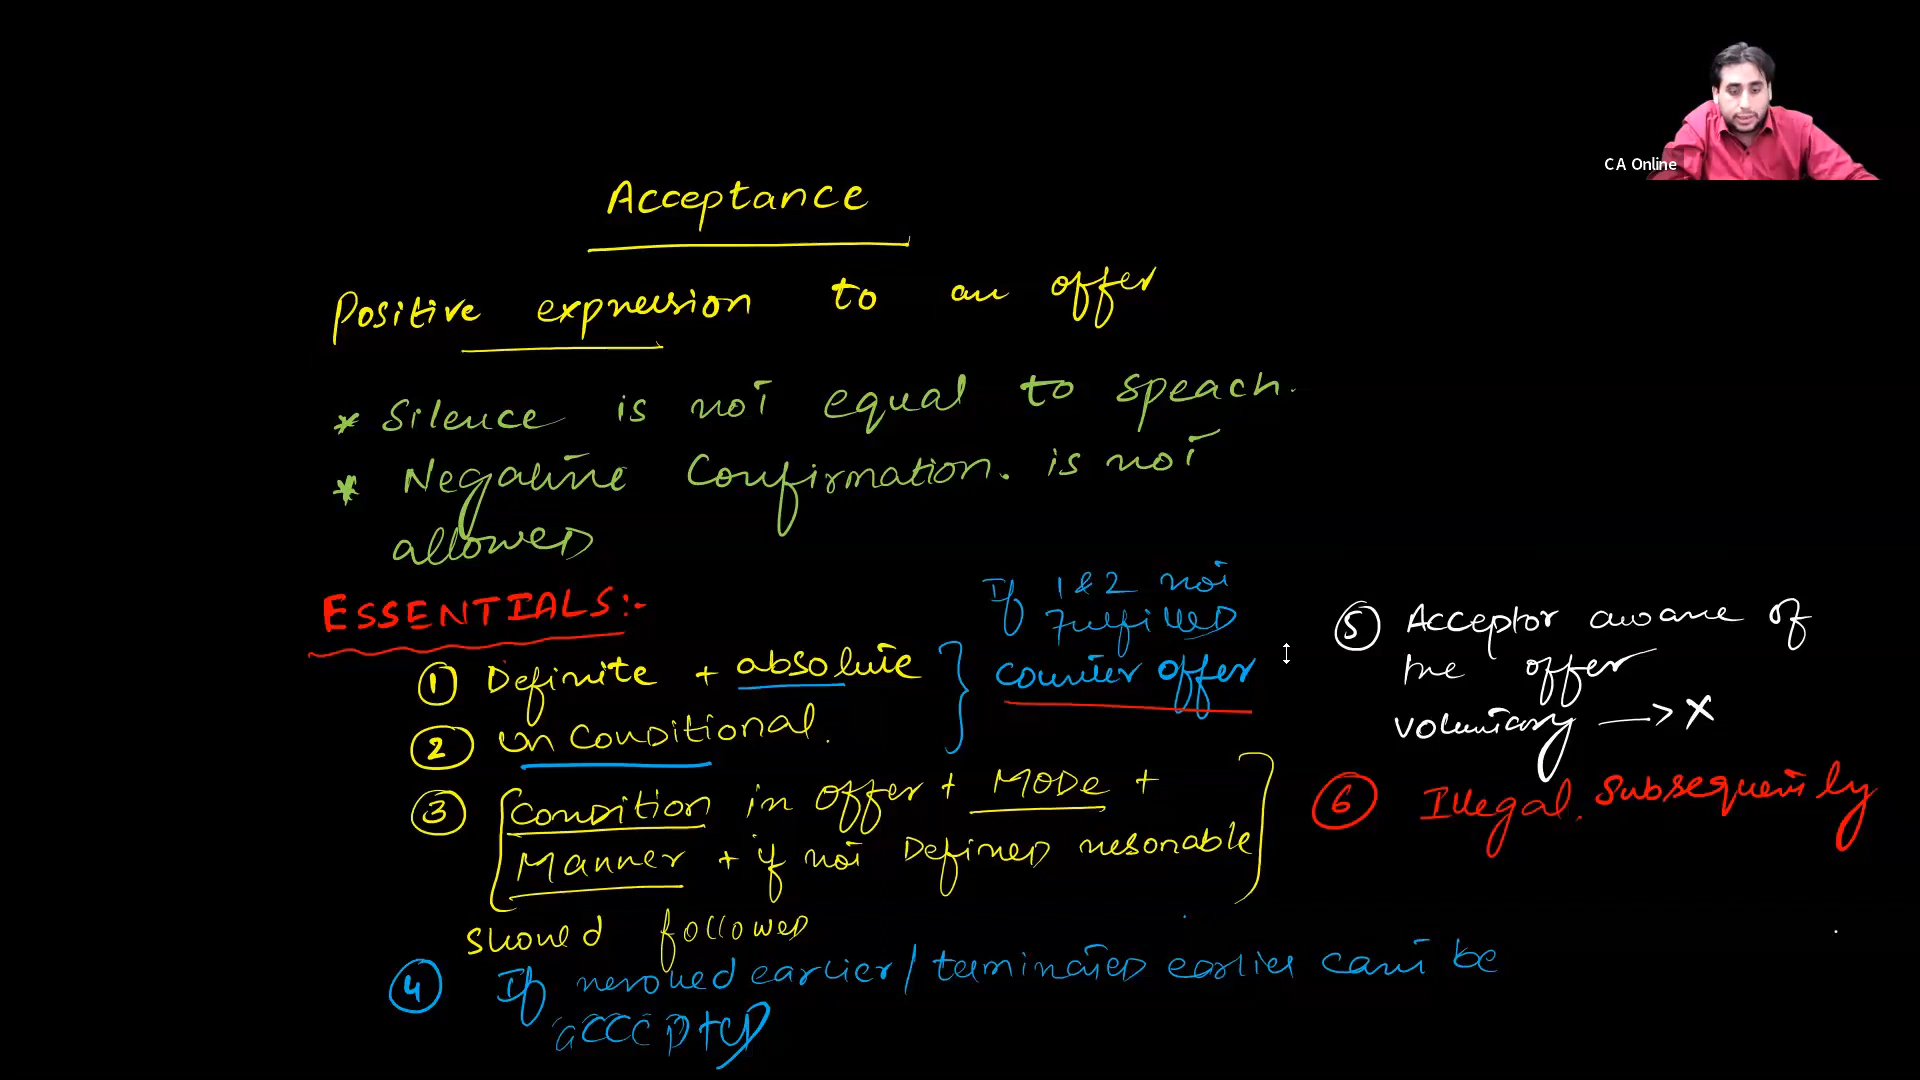 CA Online
Acceptance
Positive expression to an offer
* Silence is not equal to speach.
* Negative Confirmation. is not
allowed
ESSENTIALS:-
① Definite + absolute
② unconditional.
If 1 & 2 not
Fulfilled
counter offer
③ Condition in offer + MODe +
Manner + if not Defined resonable
should followed
④ If revoked earlier/terminated earlier can't be
accepted
⑤ Acceptor aware of
the offer
voluntary → X
⑥ Illegal. subsequently